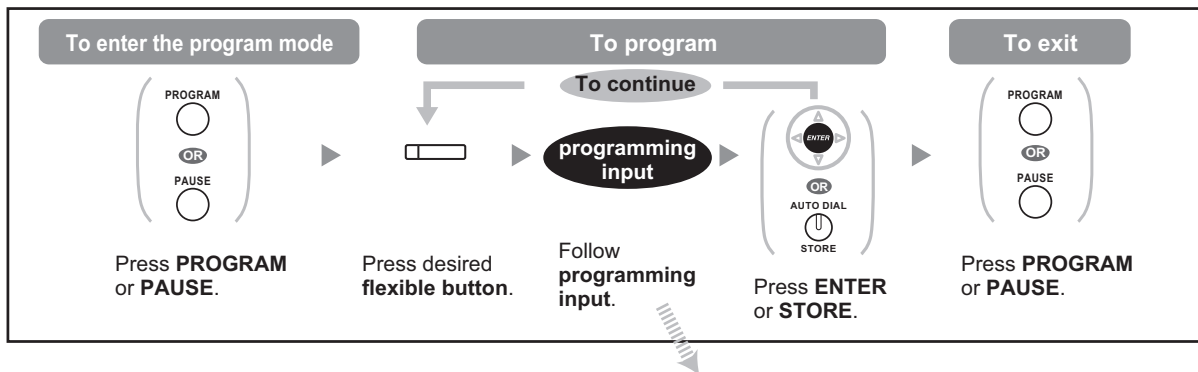 To enter the program mode
To program
To exit
To continue
PROGRAM
OR
PAUSE
programming
input
ENTER
OR
AUTO DIAL
STORE
PROGRAM
OR
PAUSE
Press PROGRAM
or PAUSE.
Press desired
flexible button.
Follow
programming
input.
Press ENTER
or STORE.
Press PROGRAM
or PAUSE.